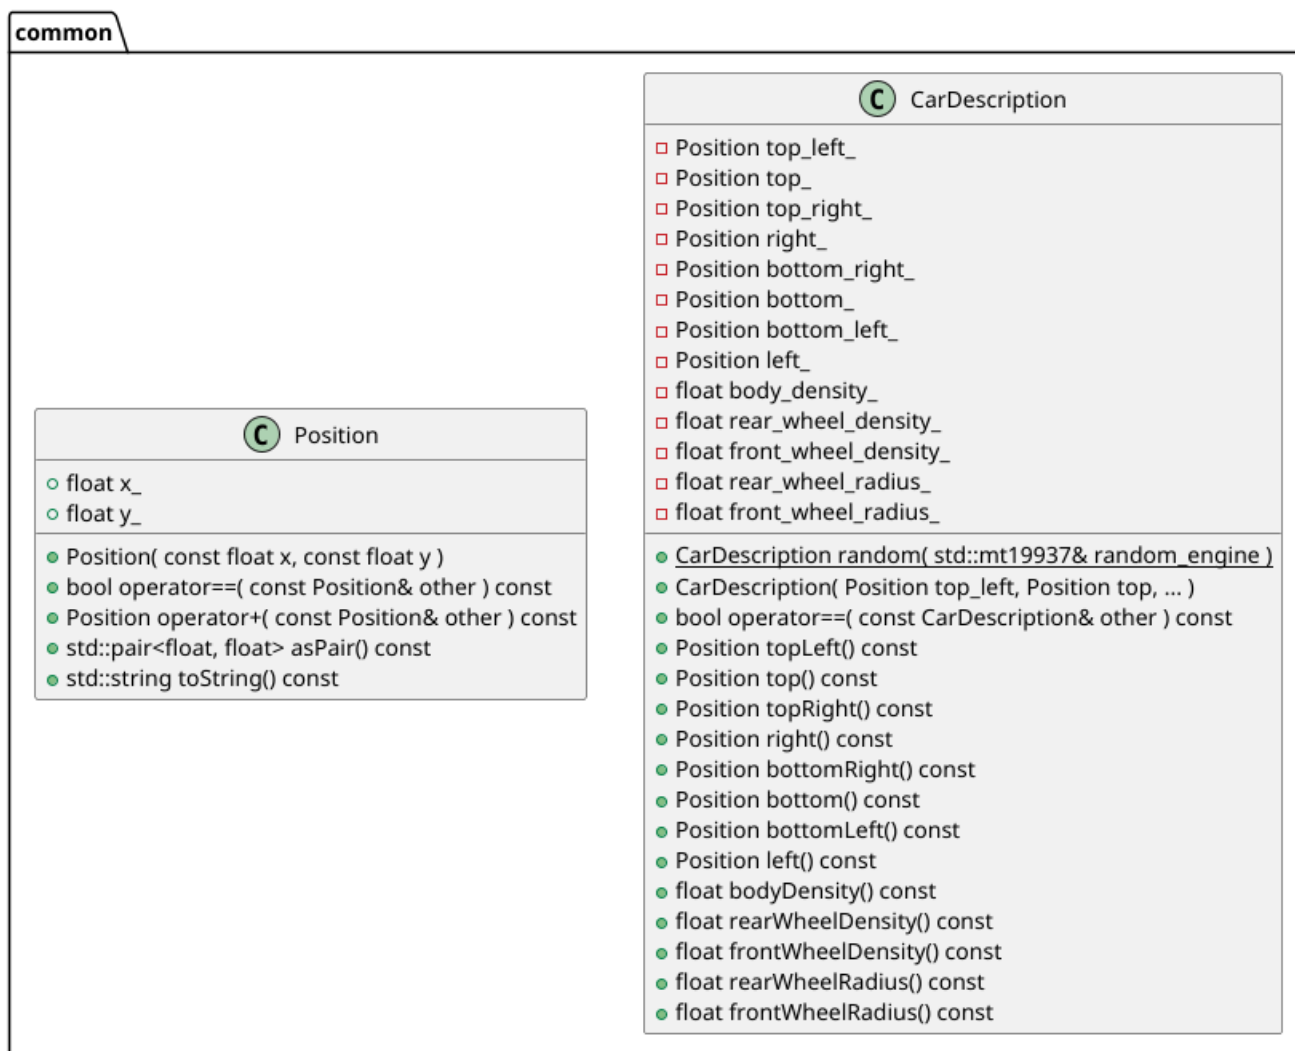 common
C Position
float x_
float y_
Position( const float x, const float y )
bool operator==( const Position& other ) const
Position operator+( const Position& other ) const
std::pair<float, float> asPair() const
std::string toString() const
C CarDescription
Position top_left_
Position top_
Position top_right_
Position right_
Position bottom_right_
Position bottom_
Position bottom_left_
Position left_
float body_density_
float rear_wheel_density_
float front_wheel_density_
float rear_wheel_radius_
float front_wheel_radius_
CarDescription random( std::mt19937& random_engine )
CarDescription( Position top_left, Position top, ... )
bool operator==( const CarDescription& other ) const
Position topLeft() const
Position top() const
Position topRight() const
Position right() const
Position bottomRight() const
Position bottom() const
Position bottomLeft() const
Position left() const
float bodyDensity() const
float rearWheelDensity() const
float frontWheelDensity() const
float rearWheelRadius() const
float frontWheelRadius() const